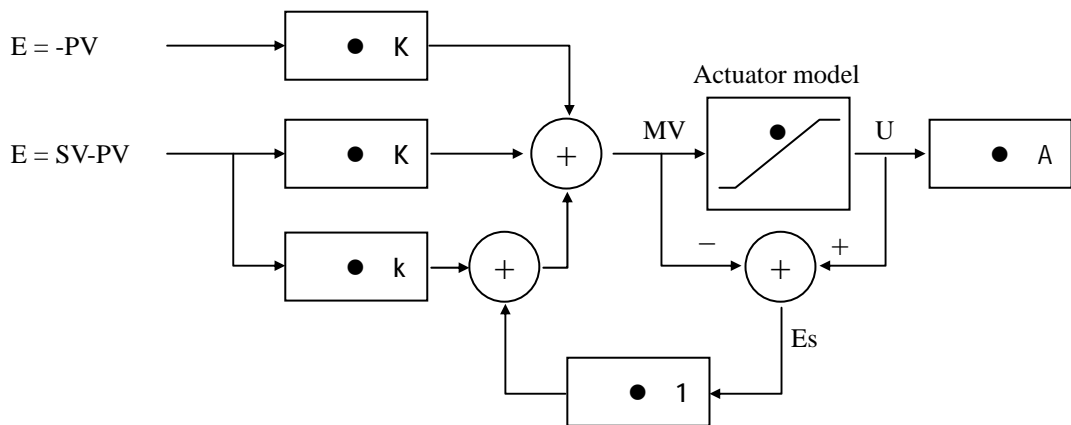 E = -PV
● K
Actuator model
E = SV-PV
● K
+
MV
●
U
● A
● k
+
−
+
+
Es
● 1